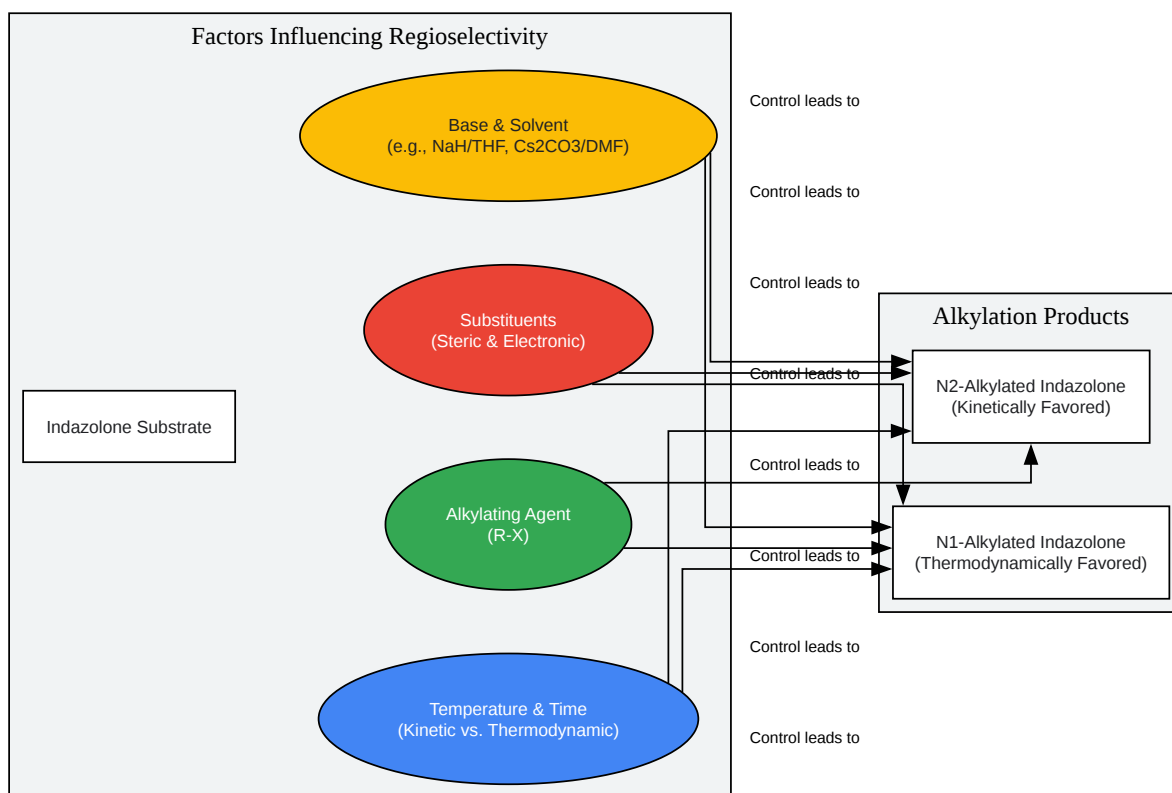 Factors Influencing Regioselectivity
Base & Solvent
(e.g., NaH/THF, Cs2CO3/DMF)
Substituents
(Steric & Electronic)
Indazolone Substrate
Alkylating Agent
(R-X)
Temperature & Time
(Kinetic vs. Thermodynamic)
Control leads to
Control leads to
Control leads to
Control leads to
Control leads to
Control leads to
Control leads to
Control leads to
Alkylation Products
N2-Alkylated Indazolone
(Kinetically Favored)
N1-Alkylated Indazolone
(Thermodynamically Favored)